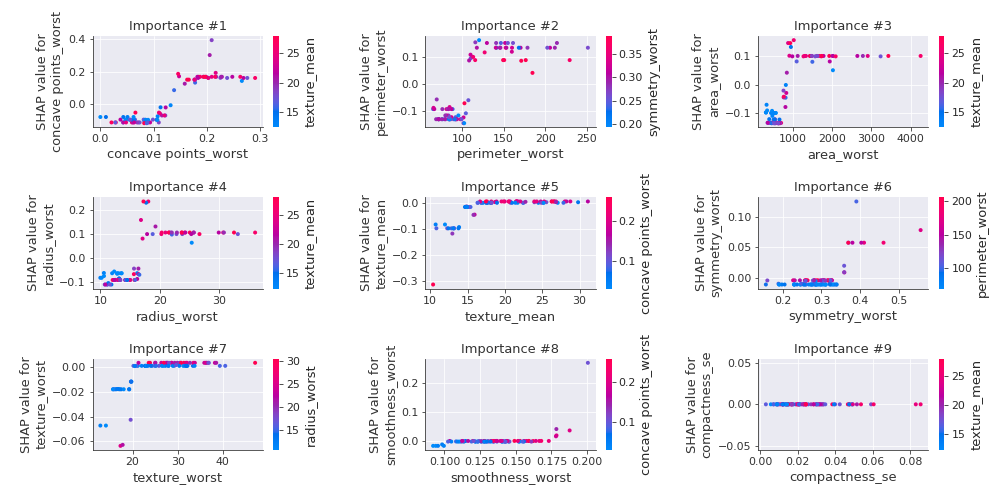 Importance #1
SHAP value for
concave points_worst
0.4
0.2
0.0
0.0 0.1 0.2 0.3
concave points_worst
25
20
15
texture_mean
Importance #2
SHAP value for
perimeter_worst
0.1
0.0
−0.1
100 150 200 250
perimeter_worst
0.35
0.30
0.25
0.20
symmetry_worst
Importance #3
SHAP value for
area_worst
0.1
0.0
−0.1
1000 2000 3000 4000
area_worst
25
20
15
texture_mean
Importance #4
SHAP value for
radius_worst
0.2
0.1
0.0
−0.1
10 20 30
radius_worst
25
20
15
texture_mean
Importance #5
SHAP value for
texture_mean
0.0
−0.1
−0.2
−0.3
10 15 20 25 30
texture_mean
0.2
0.1
concave points_worst
Importance #6
SHAP value for
symmetry_worst
0.10
0.05
0.00
0.2 0.3 0.4 0.5
symmetry_worst
200
150
100
perimeter_worst
Importance #7
SHAP value for
texture_worst
0.00
−0.02
−0.04
−0.06
20 30 40
texture_worst
30
25
20
15
radius_worst
Importance #8
SHAP value for
smoothness_worst
0.2
0.1
0.0
0.100 0.125 0.150 0.175 0.200
smoothness_worst
0.2
0.1
concave points_worst
Importance #9
SHAP value for
compactness_se
0.05
0.00
−0.05
0.00 0.02 0.04 0.06 0.08
compactness_se
25
20
15
texture_mean